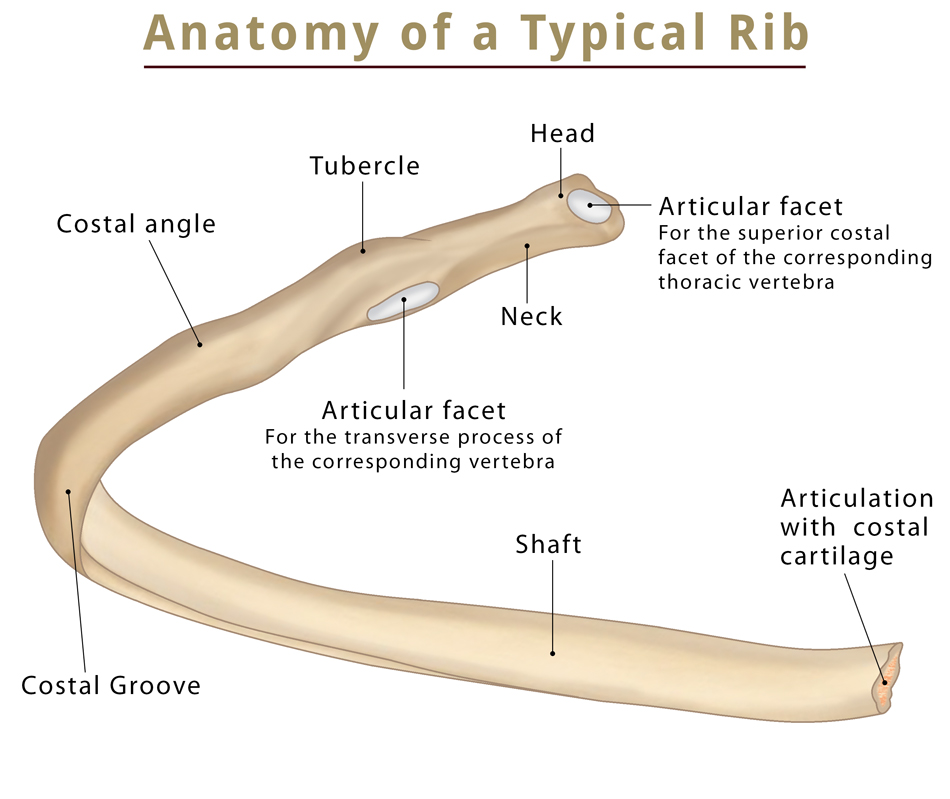 Anatomy of a Typical Rib
Head
Tubercle
Articular facet
For the superior costal
facet of the corresponding
thoracic vertebra
Costal angle
Neck
Articular facet
For the transverse process of
the corresponding vertebra
Articulation
with costal
cartilage
Shaft
Costal Groove